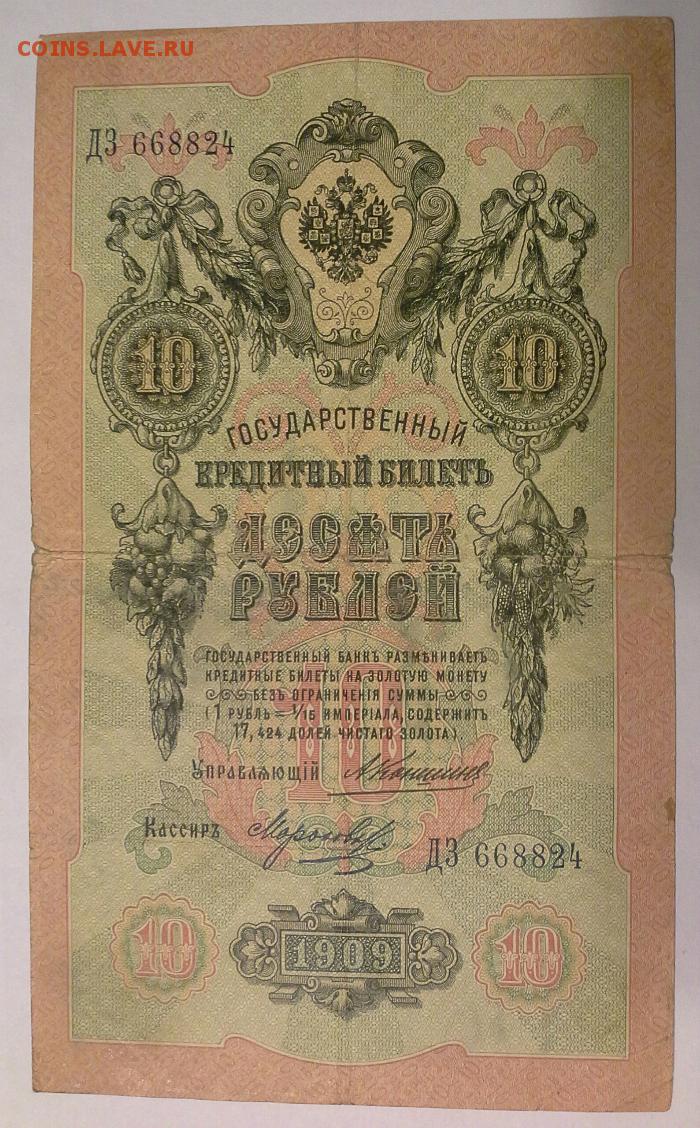 COINS.LAVE.RU
ДЗ 668824
10 10
ГОСУДАРСТВЕННЫЙ
КРЕДИТНЫЙ БИЛЕТЪ
ДЕСЯТЬ
РУБЛЕЙ
ГОСУДАРСТВЕННЫЙ БАНКЪ РАЗМѢНИВАЕТЪ
КРЕДИТНЫЕ БИЛЕТЫ НА ЗОЛОТУЮ МОНЕТУ
БЕЗЪ ОГРАНИЧЕНІЯ СУММЫ
(1 РУБЛЬ = 1/15 ИМПЕРІАЛА, СОДЕРЖИТЪ
17,424 ДОЛЕЙ ЧИСТАГО ЗОЛОТА).
10
УПРАВЛЯЮЩІЙ АКоншинъ
КАССИРЪ
ДЗ 668824
10 1909 10